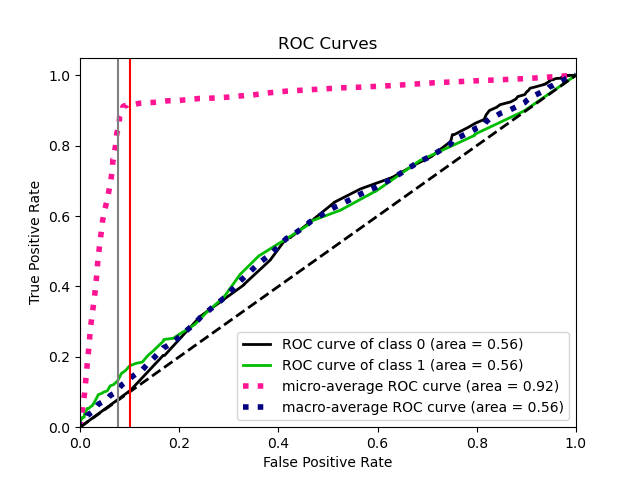 ROC Curves
True Positive Rate
1.0
0.8
0.6
0.4
0.2
0.0
ROC curve of class 0 (area = 0.56)
ROC curve of class 1 (area = 0.56)
micro-average ROC curve (area = 0.92)
macro-average ROC curve (area = 0.56)
0.0 0.2 0.4 0.6 0.8 1.0
False Positive Rate